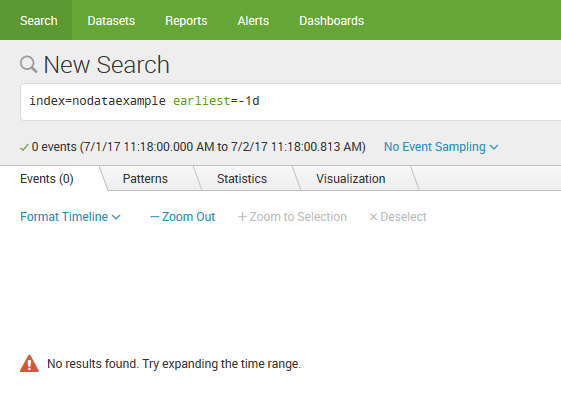 Search Datasets Reports Alerts Dashboards
New Search
index=nodataexample earliest=-1d
0 events (7/1/17 11:18:00.000 AM to 7/2/17 11:18:00.813 AM) No Event Sampling
Events (0) Patterns Statistics Visualization
Format Timeline − Zoom Out + Zoom to Selection × Deselect
No results found. Try expanding the time range.